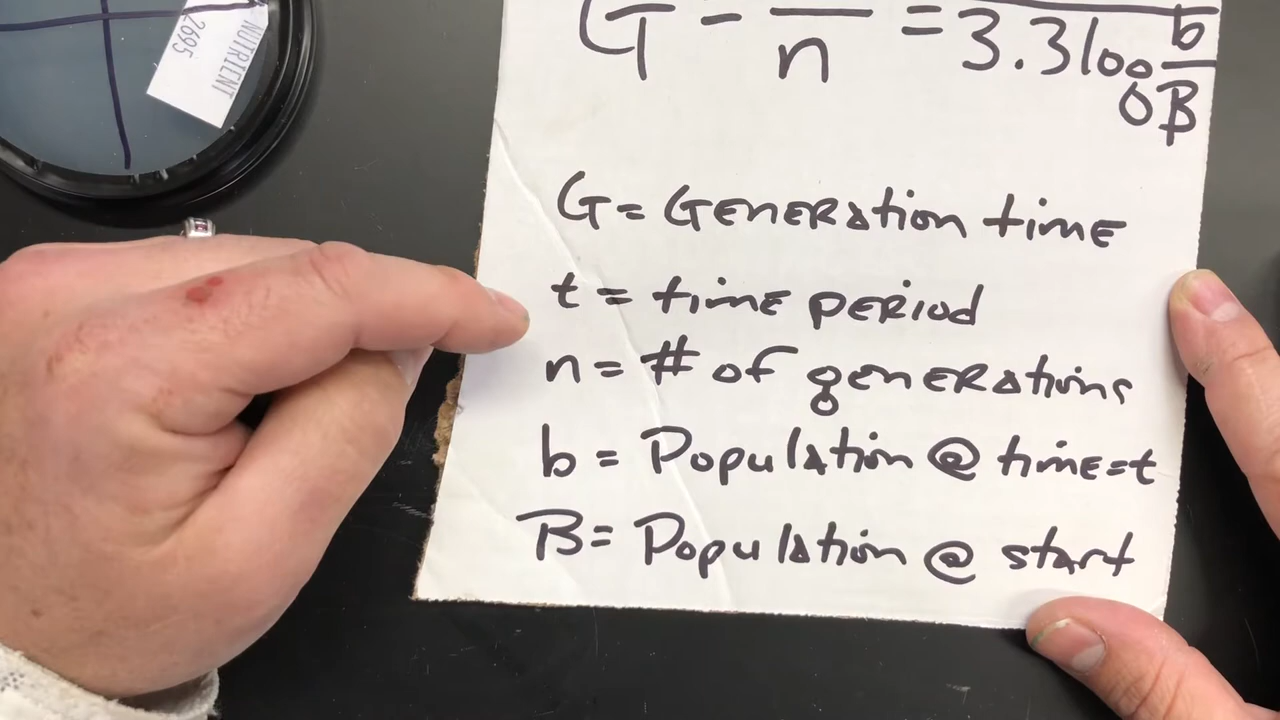 NUTRIENT
2695
G = — = 3.3 log b/B
n
G = GENERAtion time
t = time period
n = # of generations
b = Population @ time=t
B = Population @ start